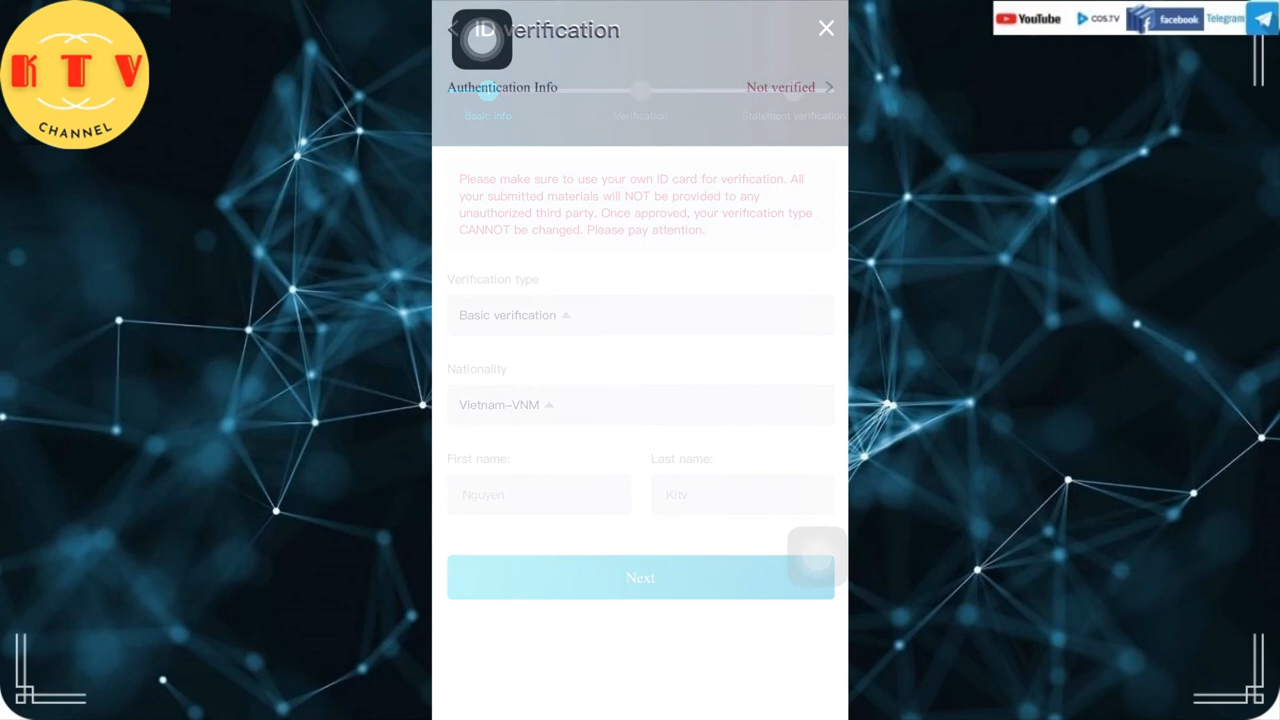 K T V
CHANNEL
YouTube
COS.TV
facebook
Telegram
ID verification
Authentication Info
Not verified
Basic info
Verification
Statement verification
Please make sure to use your own ID card for verification. All
your submitted materials will NOT be provided to any
unauthorized third party. Once approved, your verification type
CANNOT be changed. Please pay attention.
Verification type
Basic verification
Nationality
Vietnam-VNM
First name:
Last name:
Nguyen
Kltv
Next